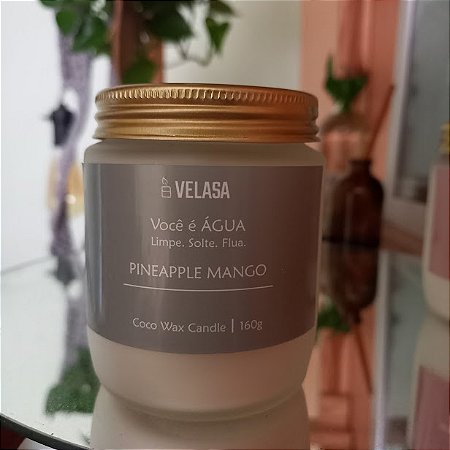 VELASA
Você é ÁGUA
Limpe. Solte. Flua.
PINEAPPLE MANGO
Coco Wax Candle | 160g